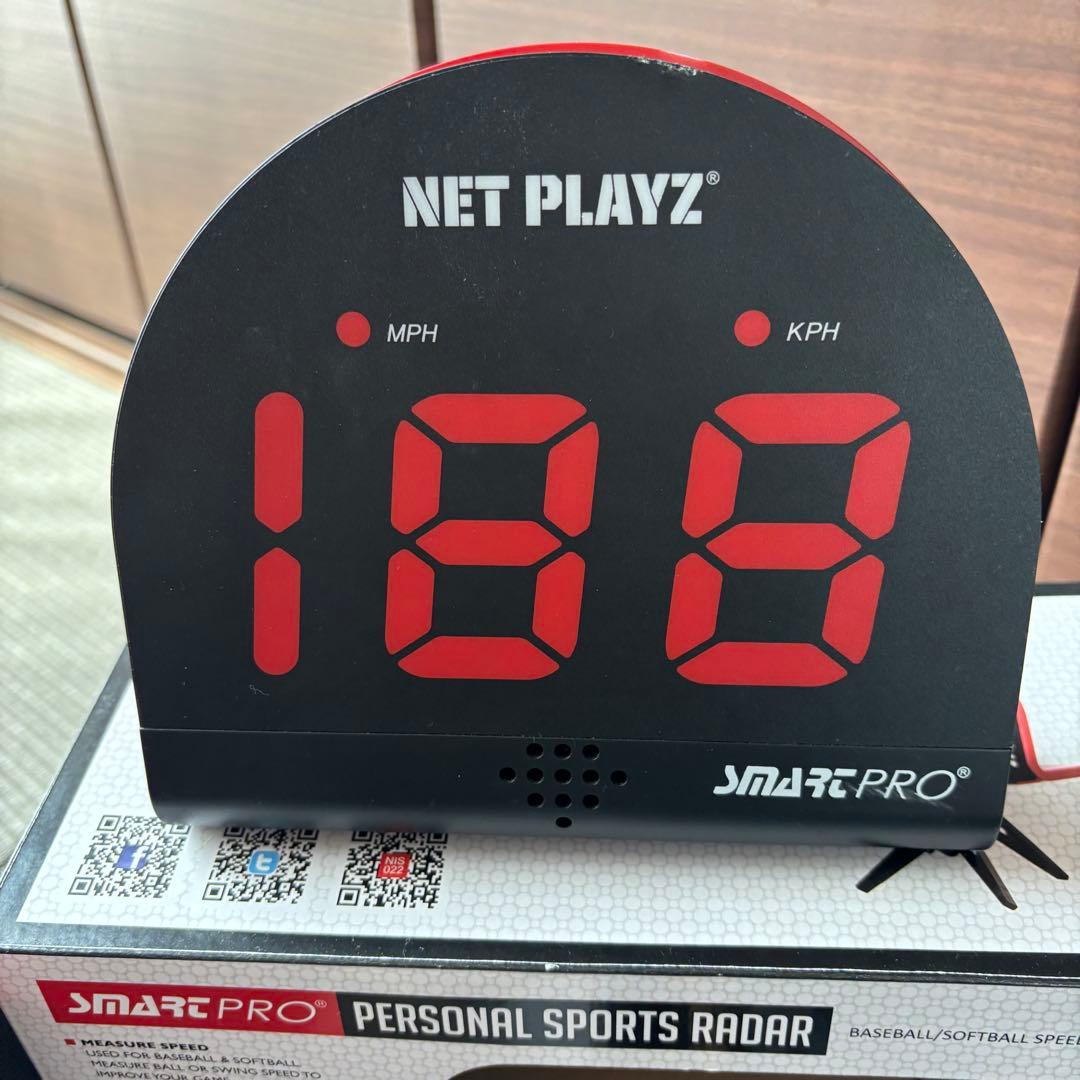 NET PLAYZ®
MPH KPH
188
SMARTPRO®
f t NiS
022
SMARTPRO® PERSONAL SPORTS RADAR BASEBALL/SOFTBALL
MEASURE SPEED
USED FOR BASEBALL & SOFTBALL
MEASURE BALL OR SWING SPEED TO
IMPROVE YOUR GAME